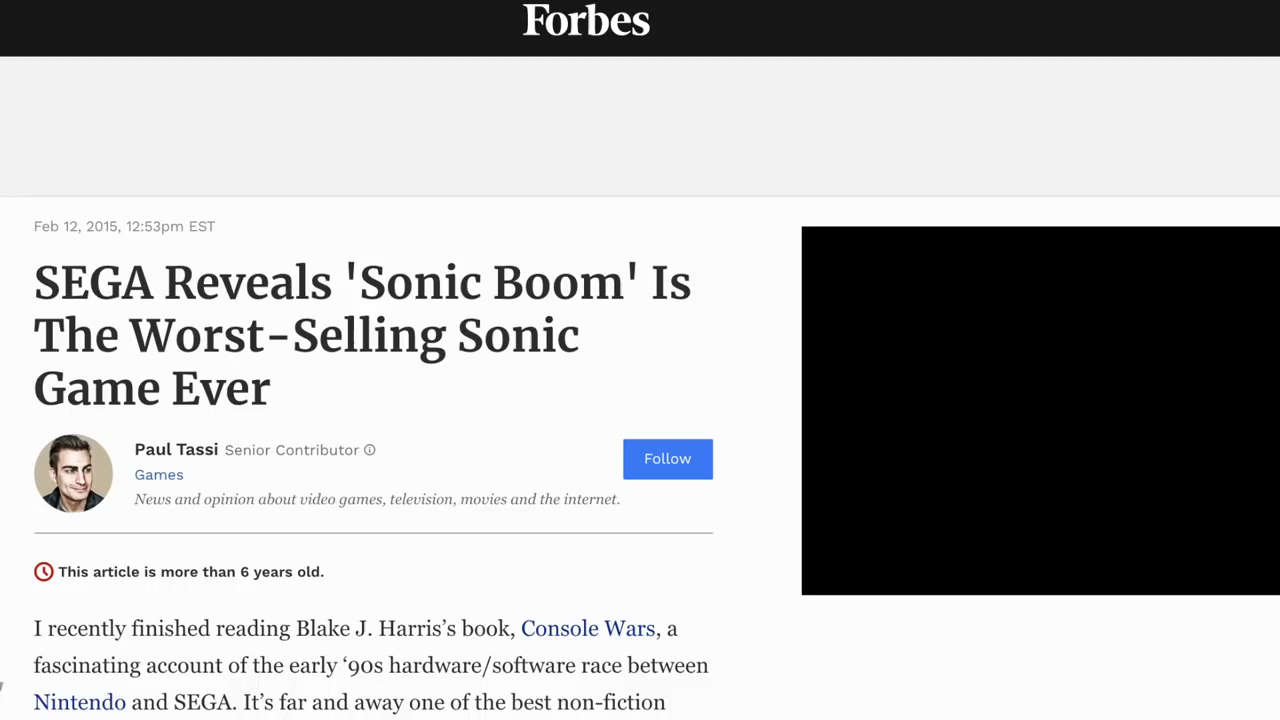 Forbes
Feb 12, 2015, 12:53pm EST
SEGA Reveals 'Sonic Boom' Is
The Worst-Selling Sonic
Game Ever
Paul Tassi Senior Contributor
Games
Follow
News and opinion about video games, television, movies and the internet.
This article is more than 6 years old.
I recently finished reading Blake J. Harris’s book, Console Wars, a
fascinating account of the early ‘90s hardware/software race between
Nintendo and SEGA. It’s far and away one of the best non-fiction